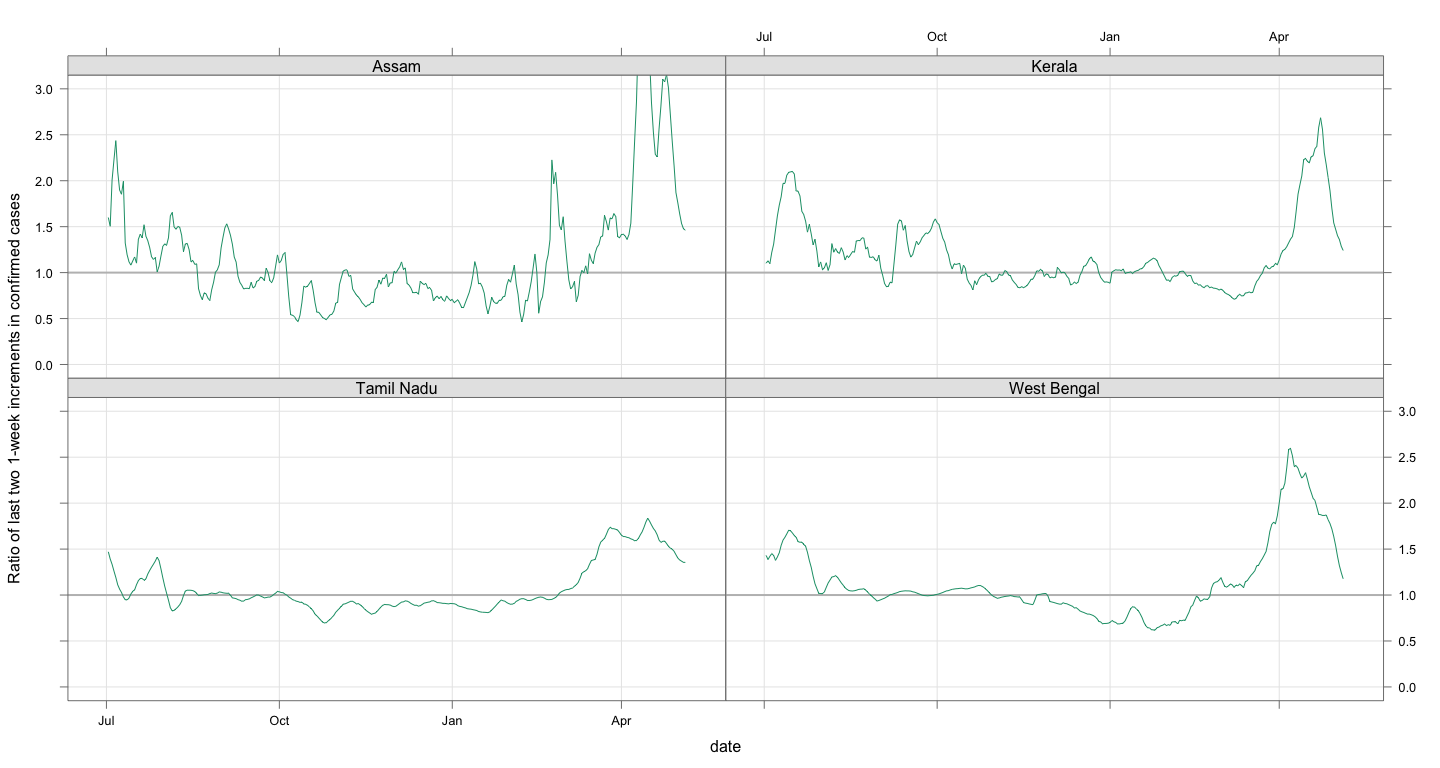 Jul Oct Jan Apr
Assam Kerala
3.0
2.5
2.0
1.5
1.0
0.5
0.0
Ratio of last two 1-week increments in confirmed cases
Tamil Nadu West Bengal
3.0
2.5
2.0
1.5
1.0
0.5
0.0
Jul Oct Jan Apr
date